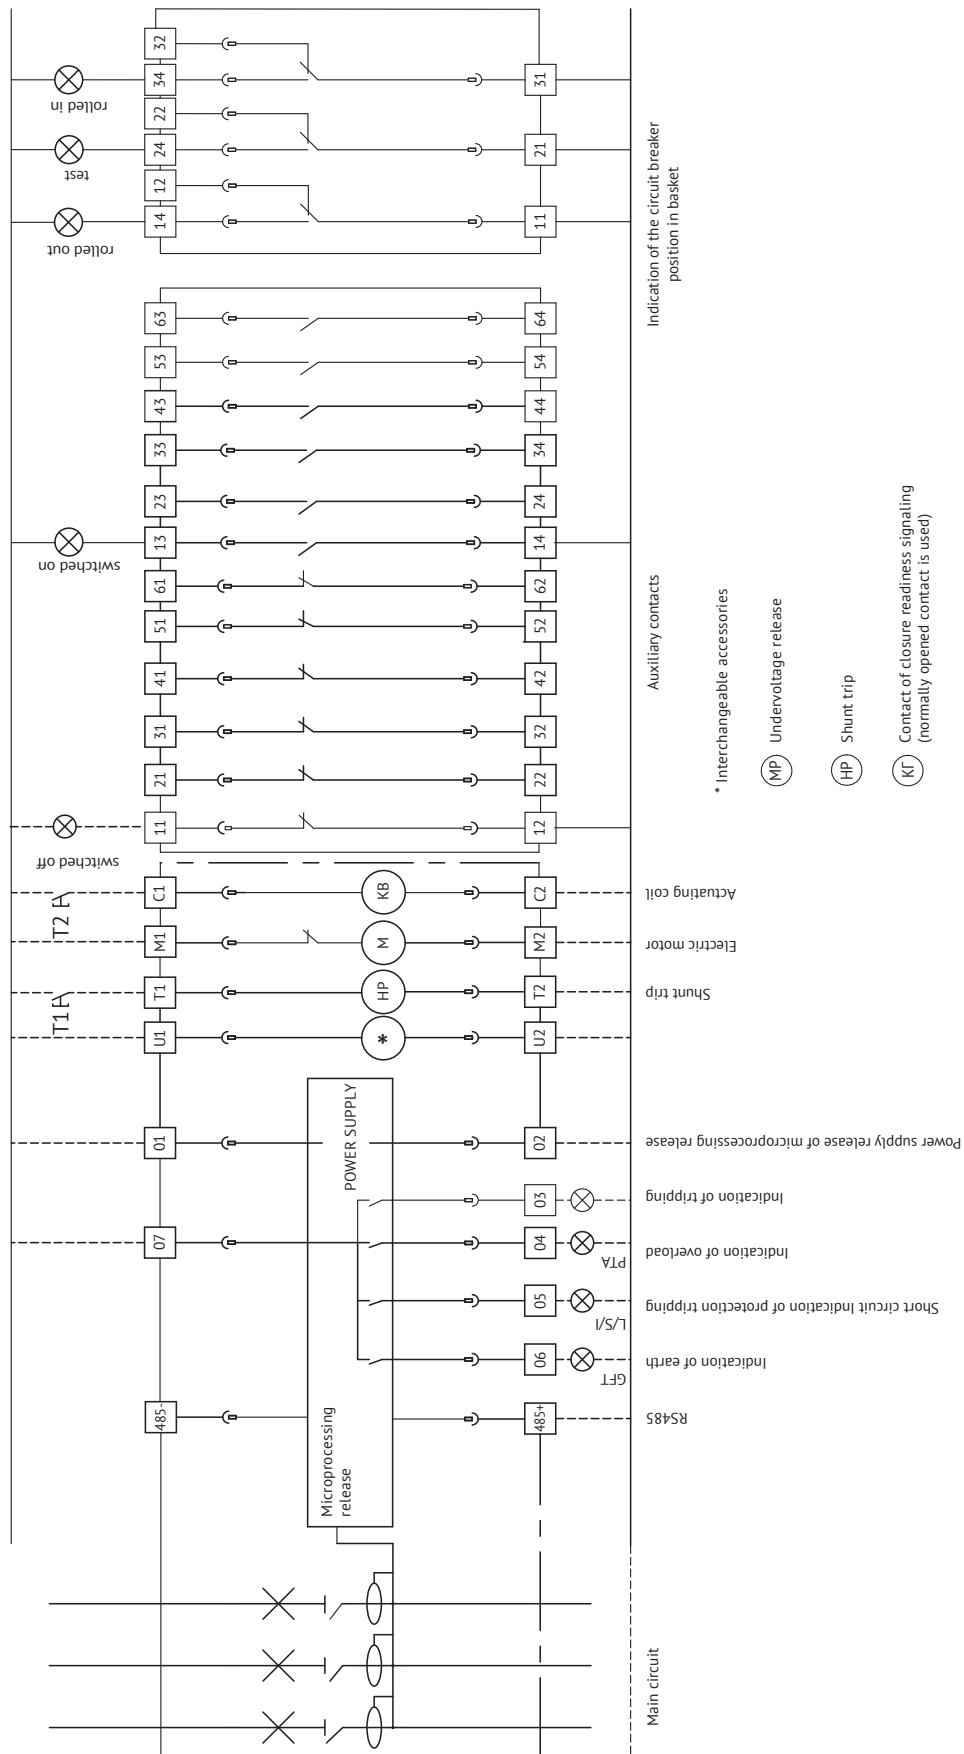 32
34
rolled in
22
24
test
12
14
rolled out
31
21
11
Indication of the circuit breaker
position in basket
63
53
43
33
23
13
switched on
61
51
41
31
21
11
switched off
64
54
44
34
24
14
62
52
42
32
22
12
Auxiliary contacts
* Interchangeable accessories
МР Undervoltage release
НР Shunt trip
КГ Contact of closure readiness signaling
(normally opened contact is used)
T2
C1
KB
C2
Actuating coil
M1
M
M2
Electric motor
T1
T1
HP
T2
Shunt trip
U1
*
U2
POWER SUPPLY
01
02
Power supply release of microprocessing release
03
Indication of tripping
07
04
PTA
Indication of overload
05
L/S/I
Short circuit Indication of protection tripping
06
GFT
Indication of earth
485-
485+
RS485
Microprocessing
release
Main circuit